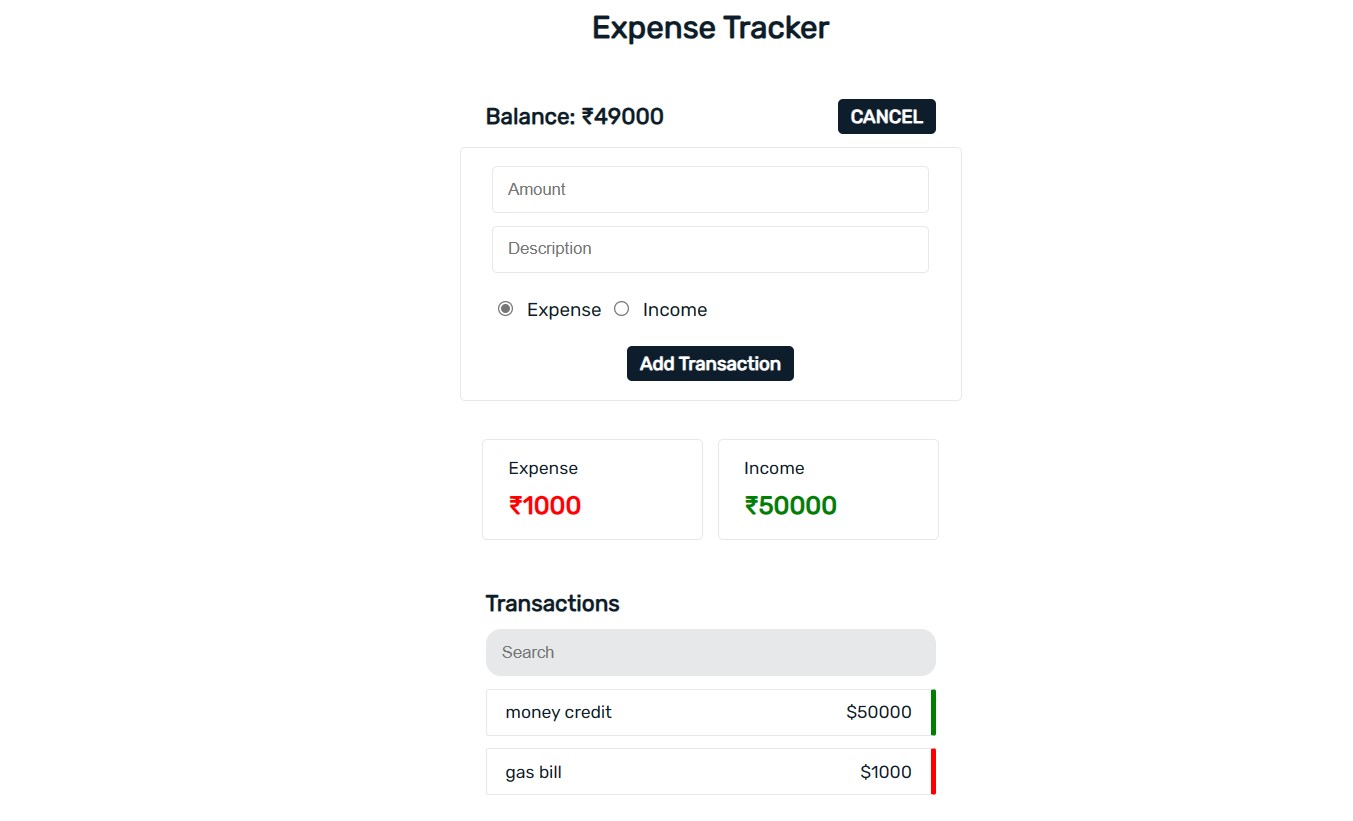 Expense Tracker
Balance: ₹49000
CANCEL
Amount
Description
Expense Income
Add Transaction
Expense
₹1000
Income
₹50000
Transactions
Search
money credit $50000
gas bill $1000